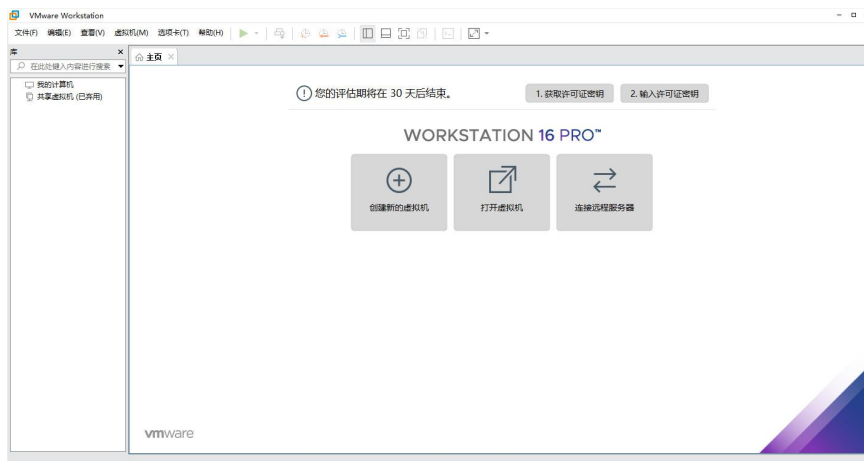 VMware Workstation
文件(F) 编辑(E) 查看(V) 虚拟机(M) 选项卡(T) 帮助(H)
库
主页
在此处键入内容进行搜索
我的计算机
共享虚拟机 (已弃用)
您的评估期将在 30 天后结束。
1. 获取许可证密钥 2. 输入许可证密钥
WORKSTATION 16 PRO™
创建新的虚拟机 打开虚拟机 连接远程服务器
vmware